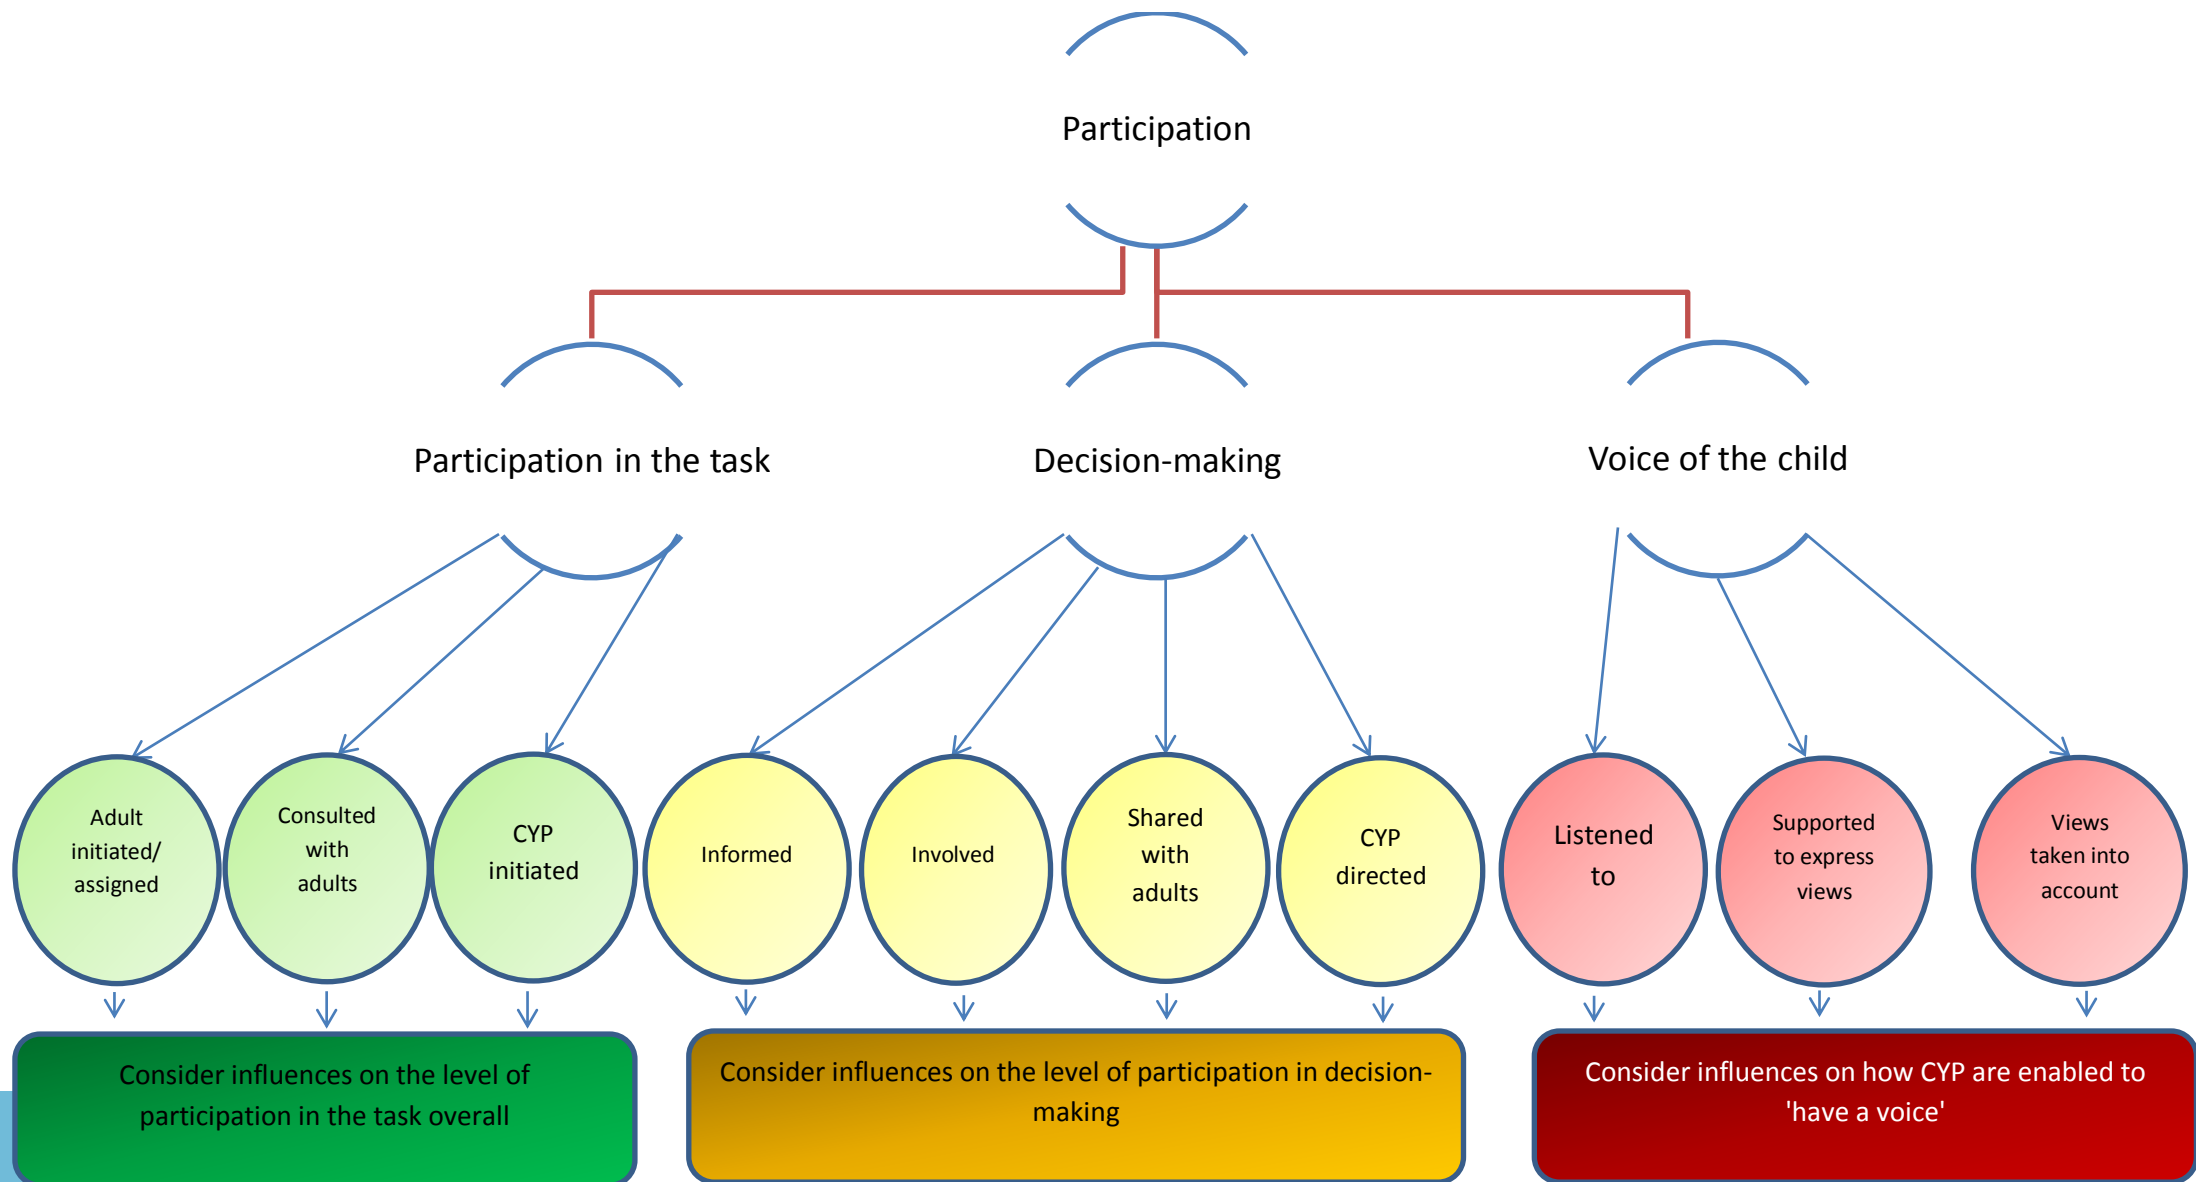 Participation
Participation in the task
Decision-making
Voice of the child
Adult
initiated/
assigned
Consulted
with
adults
CYP
initiated
Informed
Involved
Shared
with
adults
CYP
directed
Listened
to
Supported
to express
views
Views
taken into
account
Consider influences on the level of
participation in the task overall
Consider influences on the level of participation in decision-
making
Consider influences on how CYP are enabled to
'have a voice'